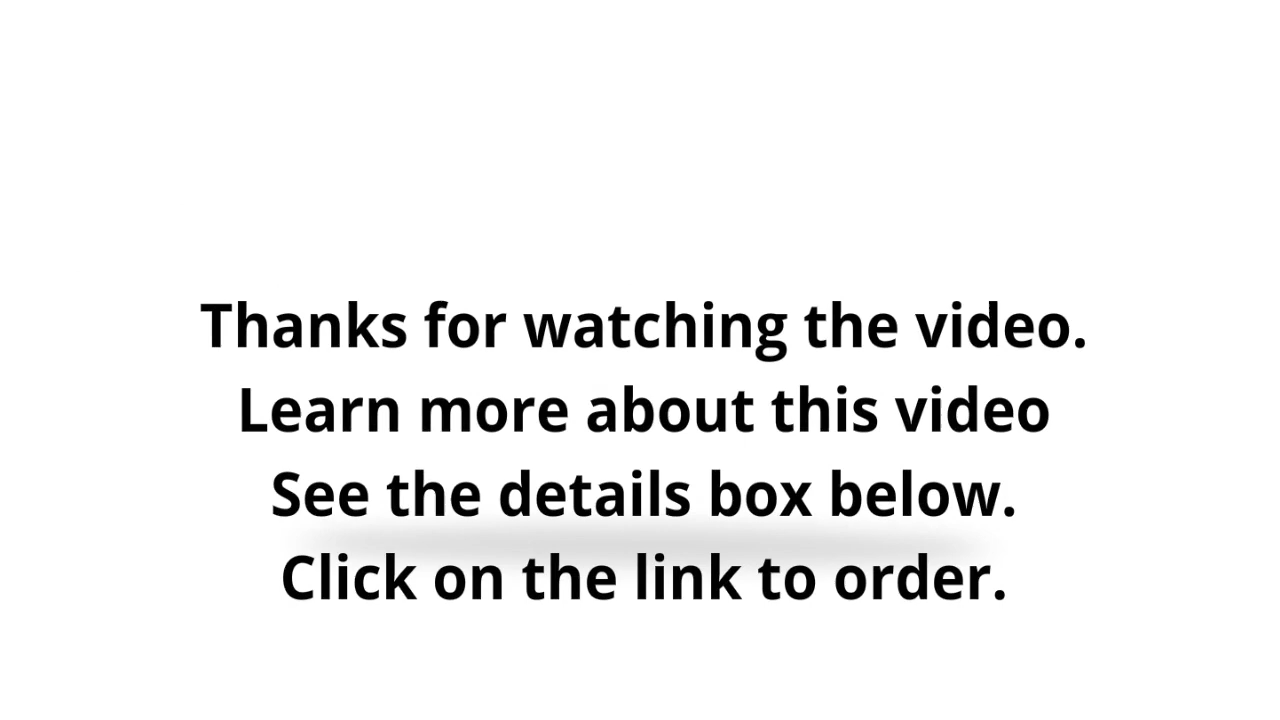 Thanks for watching the video.
Learn more about this video
See the details box below.
Click on the link to order.